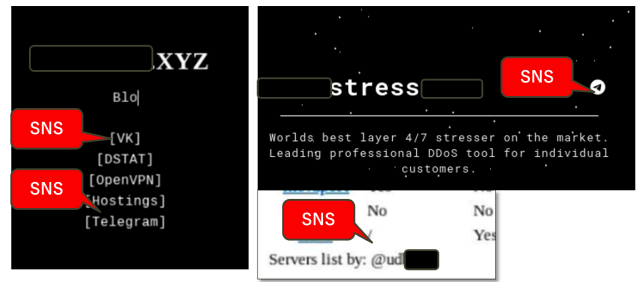 .XYZ
Blo
SNS
[VK]
[DSTAT]
[OpenVPN]
SNS
[Hostings]
[Telegram]
stress
SNS
Worlds best layer 4/7 stresser on the market.
Leading professional DDoS tool for individual
customers.
SNS
No No
/ Yes
Servers list by: @ud